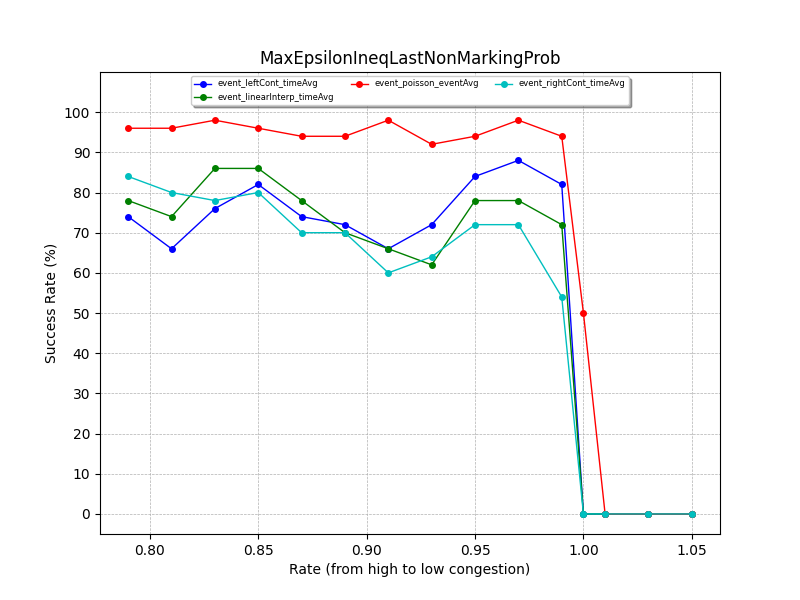 MaxEpsilonIneqLastNonMarkingProb
event_leftCont_timeAvg
event_linearInterp_timeAvg
event_poisson_eventAvg
event_rightCont_timeAvg
Success Rate (%)
100
90
80
70
60
50
40
30
20
10
0
0.80 0.85 0.90 0.95 1.00 1.05
Rate (from high to low congestion)